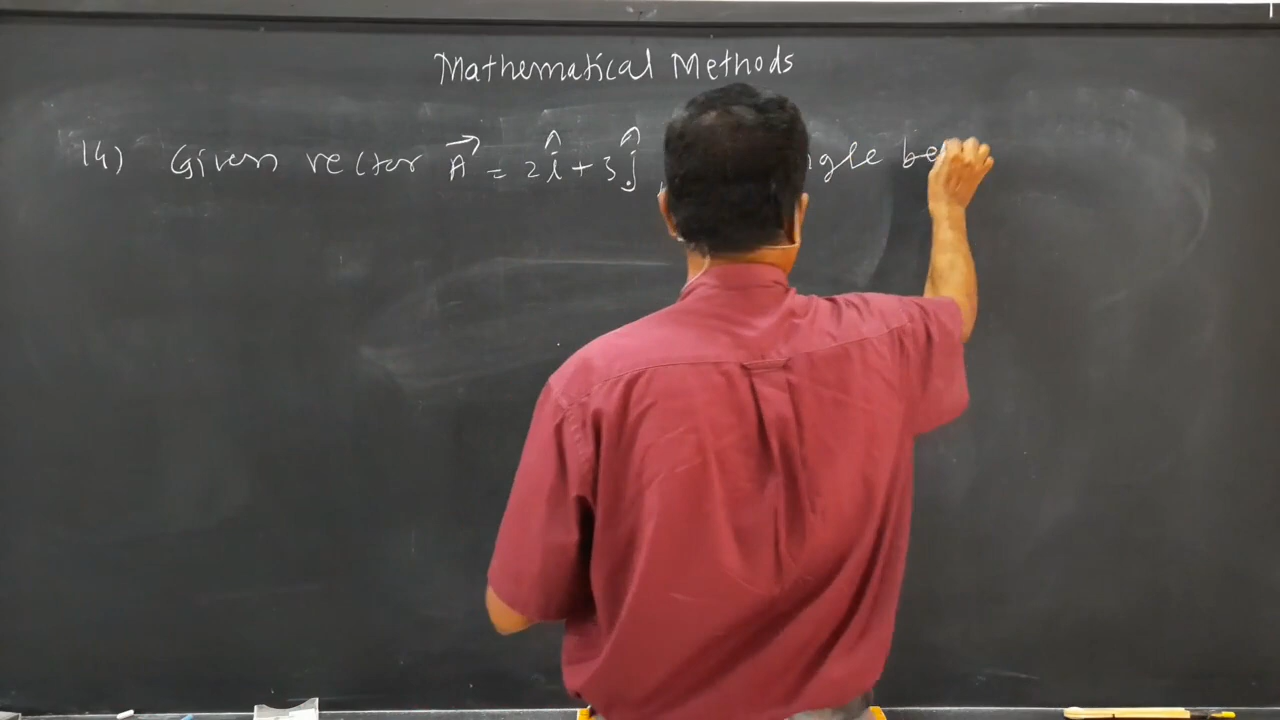 Mathematical Methods
14) Given vector A⃗ = 2î + 3ĵ